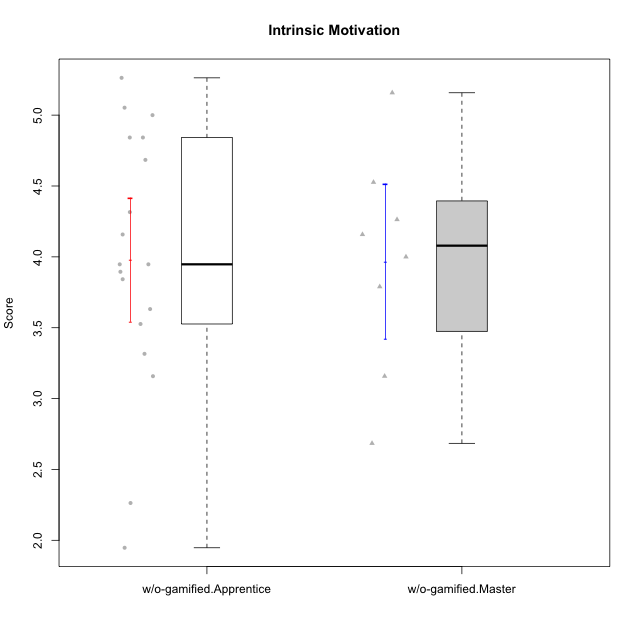 Intrinsic Motivation
Score
5.0
4.5
4.0
3.5
3.0
2.5
2.0
w/o-gamified.Apprentice
w/o-gamified.Master